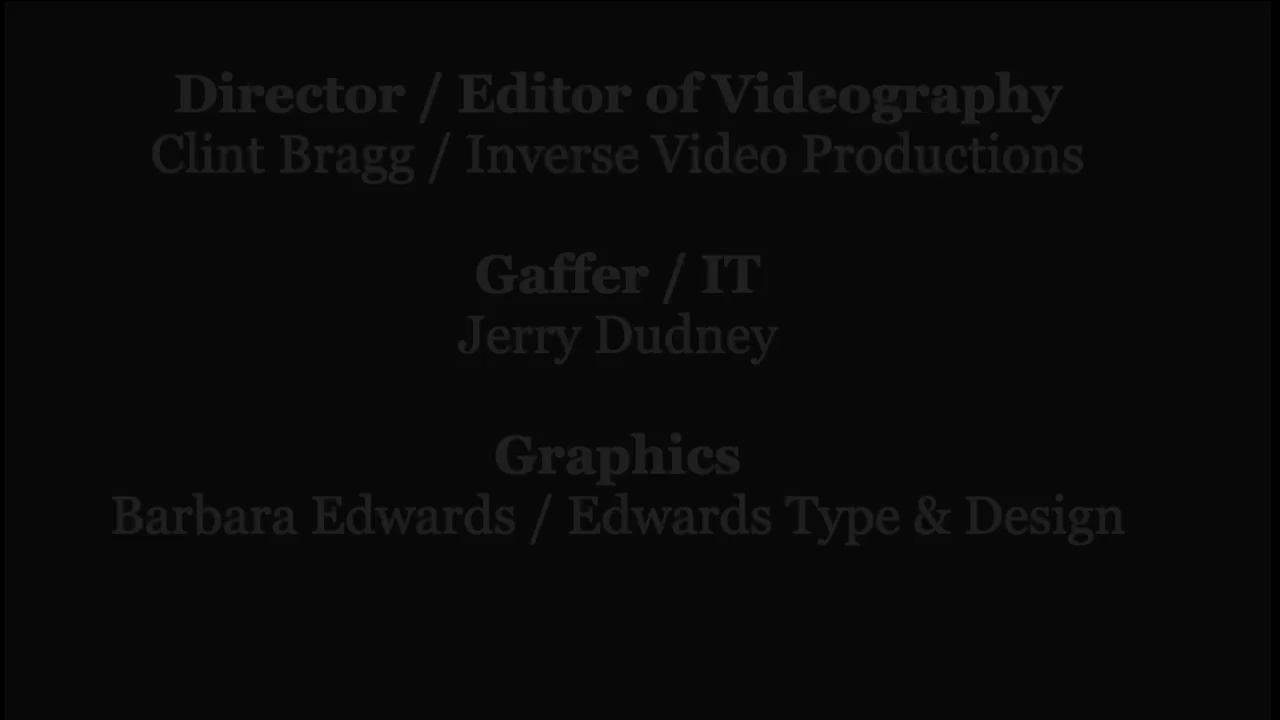 Director / Editor of Videography
Clint Bragg / Inverse Video Productions
Gaffer / IT
Jerry Dudney
Graphics
Barbara Edwards / Edwards Type & Design